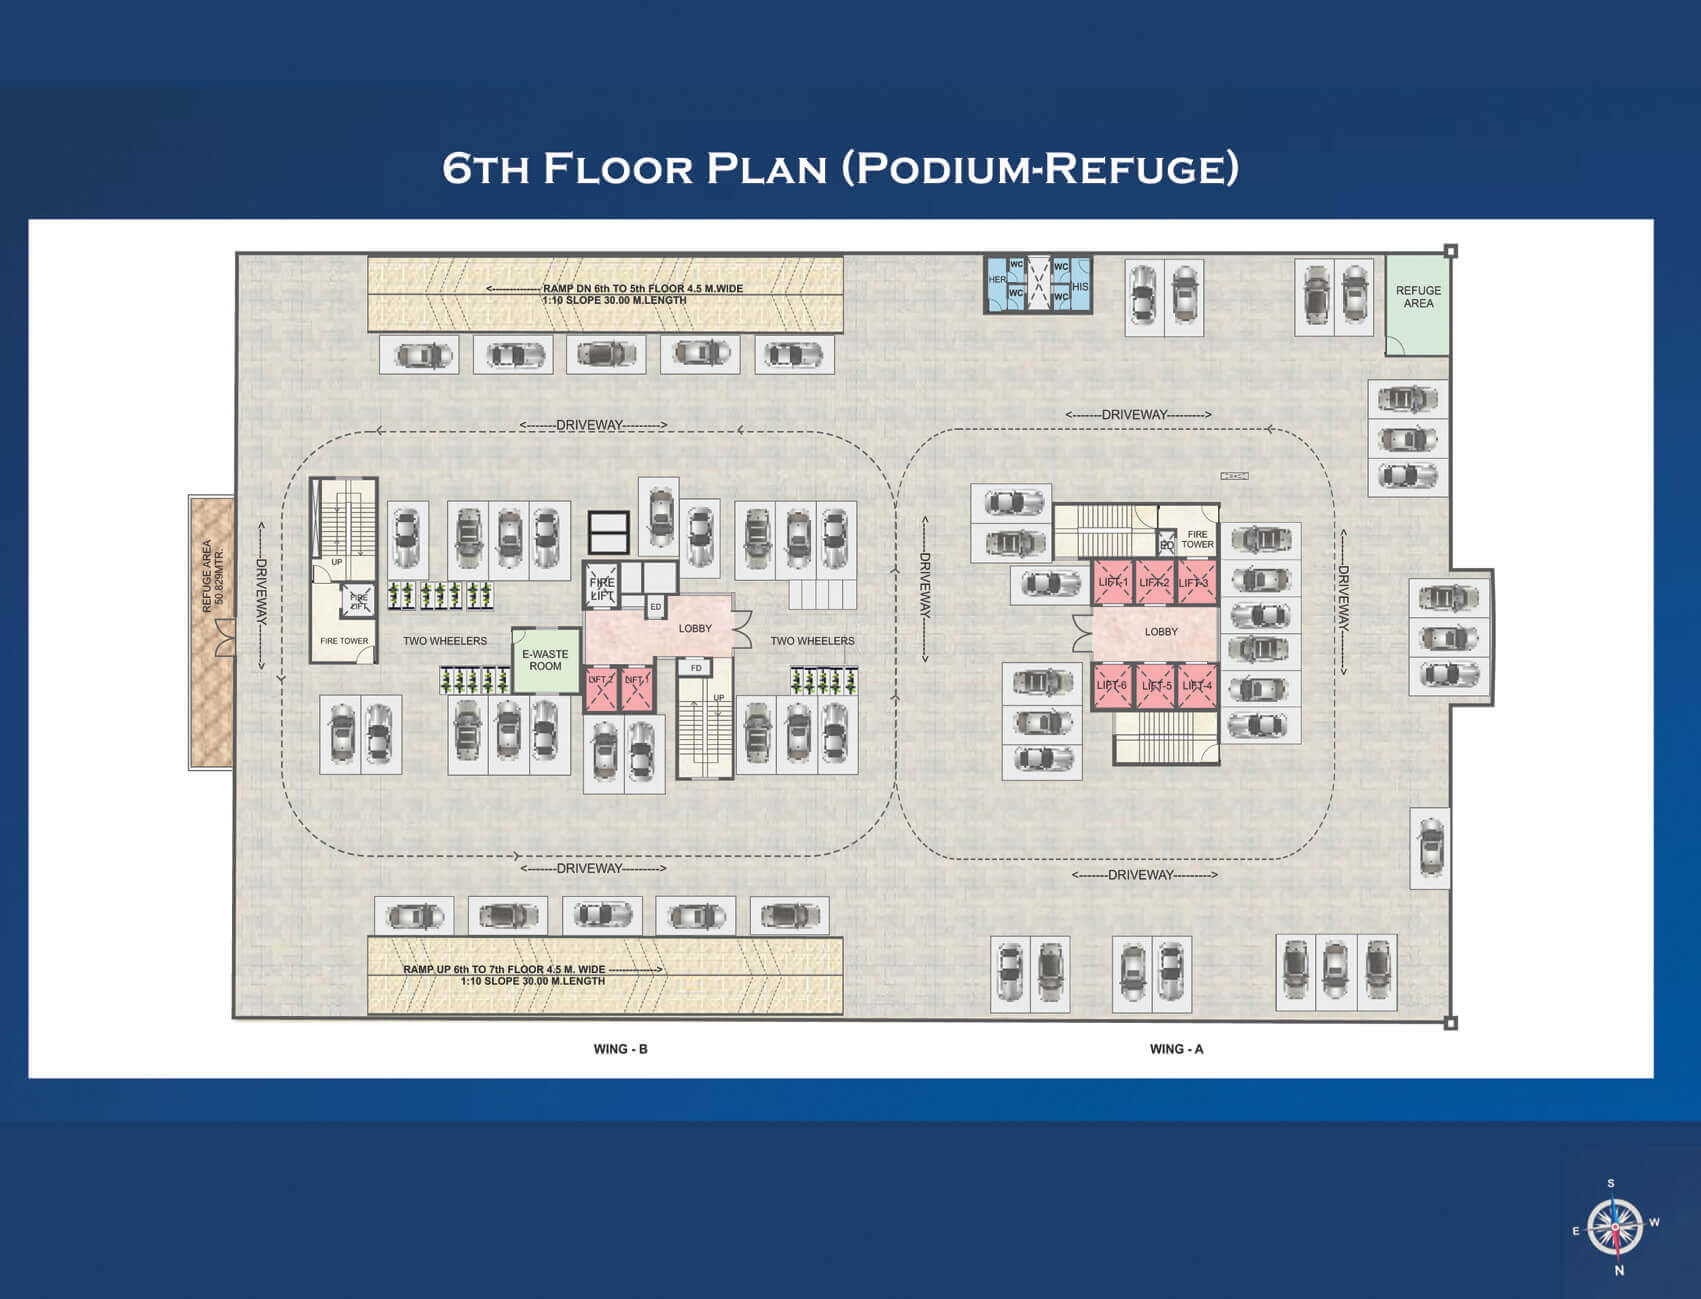 6TH FLOOR PLAN (PODIUM-REFUGE)
<-------------- RAMP DN 6th TO 5th FLOOR 4.5 M.WIDE
1:10 SLOPE 30.00 M.LENGTH
HER
WC
WC
WC
WC
HIS
REFUGE
AREA
<-------DRIVEWAY--------->
<-------DRIVEWAY--------->
REFUGE AREA
50.829MTR.
<-------DRIVEWAY--------->
UP
FIRE
LIFT
FIRE TOWER
TWO WHEELERS
E-WASTE
ROOM
FIRE
LIFT
ED
LOBBY
LIFT-2
LIFT-1
FD
UP
TWO WHEELERS
<-------DRIVEWAY--------->
ED
FIRE
TOWER
LIFT-1
LIFT-2
LIFT-3
LOBBY
LIFT-6
LIFT-5
LIFT-4
<-------DRIVEWAY--------->
<-------DRIVEWAY--------->
<-------DRIVEWAY--------->
RAMP UP 6th TO 7th FLOOR 4.5 M. WIDE -------------->
1:10 SLOPE 30.00 M.LENGTH
WING - B
WING - A
S
E
W
N